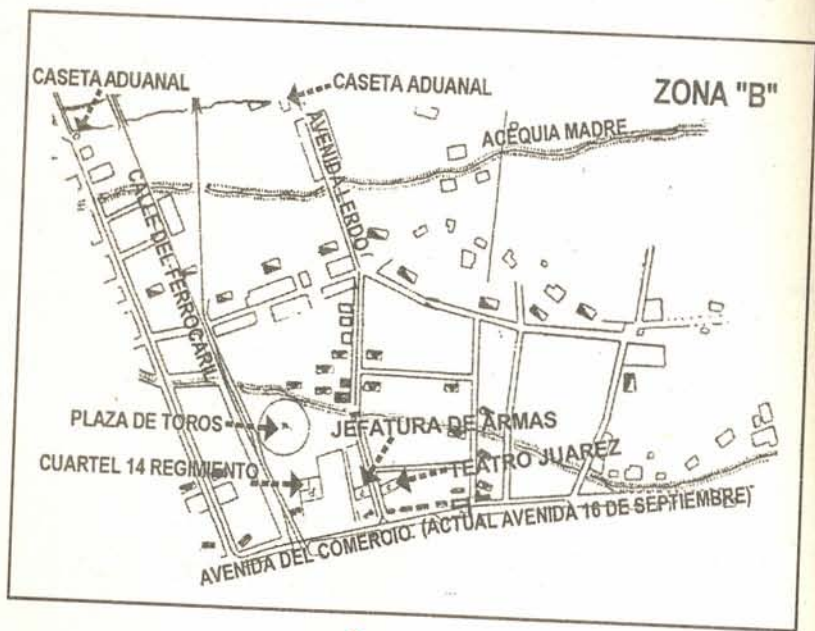 CASETA ADUANAL
CASETA ADUANAL
ZONA "B"
ACEQUIA MADRE
AVENIDA LERDO
CALLE DEL FERROCARIL
PLAZA DE TOROS
JEFATURA DE ARMAS
CUARTEL 14 REGIMIENTO
TEATRO JUAREZ
AVENIDA DEL COMERCIO. (ACTUAL AVENIDA 16 DE SEPTIEMBRE)